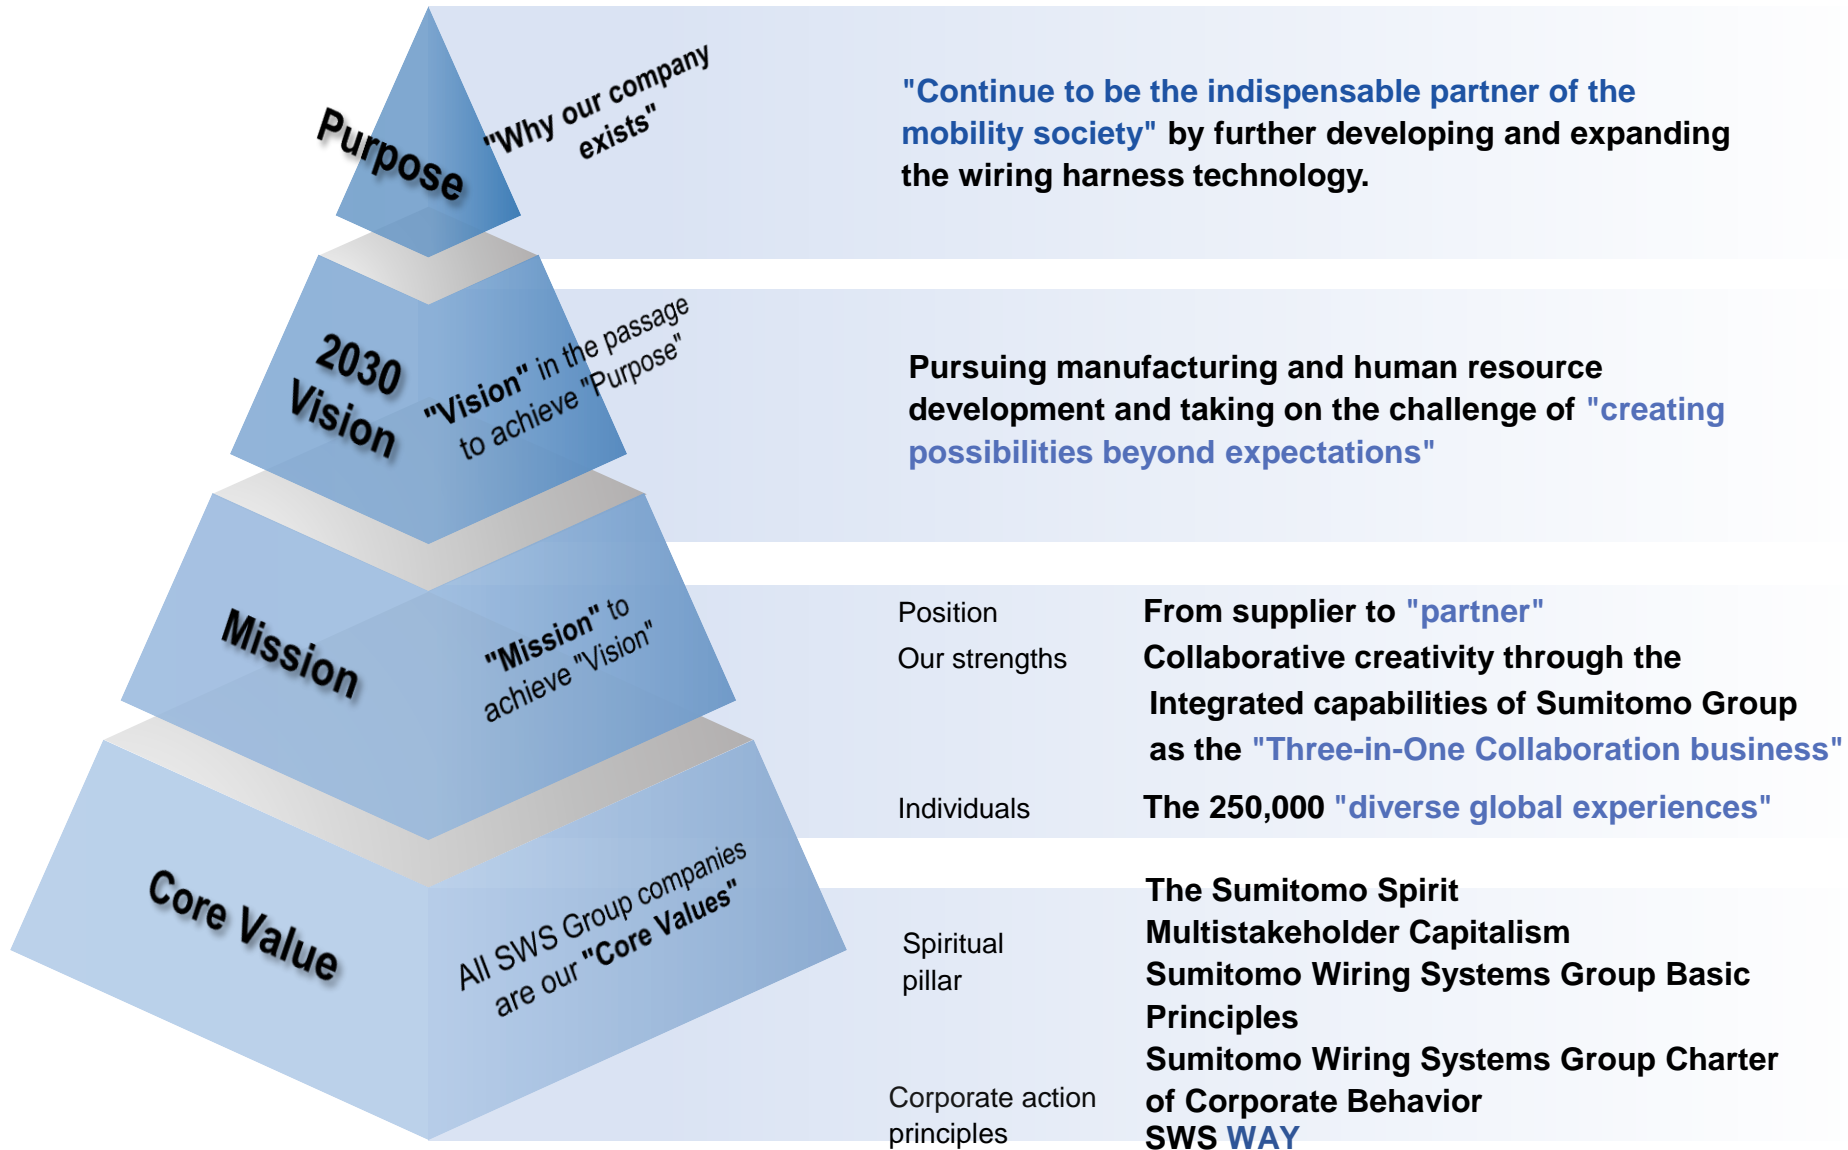 Purpose
"Why our company
exists"
"Continue to be the indispensable partner of the
mobility society" by further developing and expanding
the wiring harness technology.
2030
Vision
"Vision" in the passage
to achieve "Purpose"
Pursuing manufacturing and human resource
development and taking on the challenge of "creating
possibilities beyond expectations"
Mission
"Mission" to
achieve "Vision"
Position
From supplier to "partner"
Our strengths
Collaborative creativity through the
Integrated capabilities of Sumitomo Group
as the "Three-in-One Collaboration business"
Individuals
The 250,000 "diverse global experiences"
Core Value
All SWS Group companies
are our "Core Values"
Spiritual
pillar
The Sumitomo Spirit
Multistakeholder Capitalism
Sumitomo Wiring Systems Group Basic
Principles
Sumitomo Wiring Systems Group Charter
of Corporate Behavior
Corporate action
principles
SWS WAY